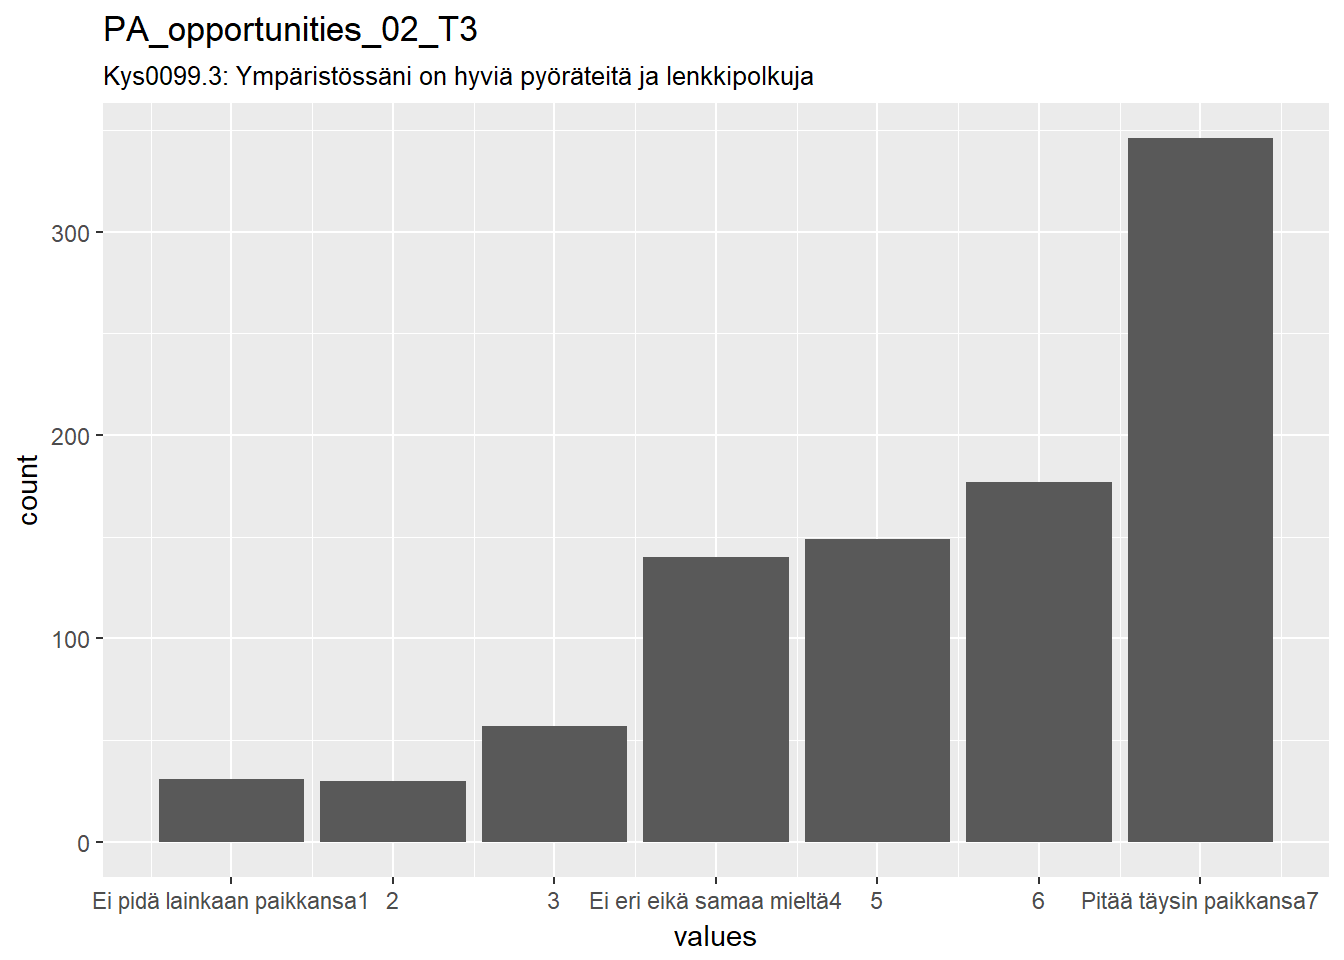 PA_opportunities_02_T3
Kys0099.3: Ympäristössäni on hyviä pyöräteitä ja lenkkipolkuja
count
300
200
100
0
Ei pidä lainkaan paikkansa1 2 3 Ei eri eikä samaa mieltä4 5 6 Pitää täysin paikkansa7
values